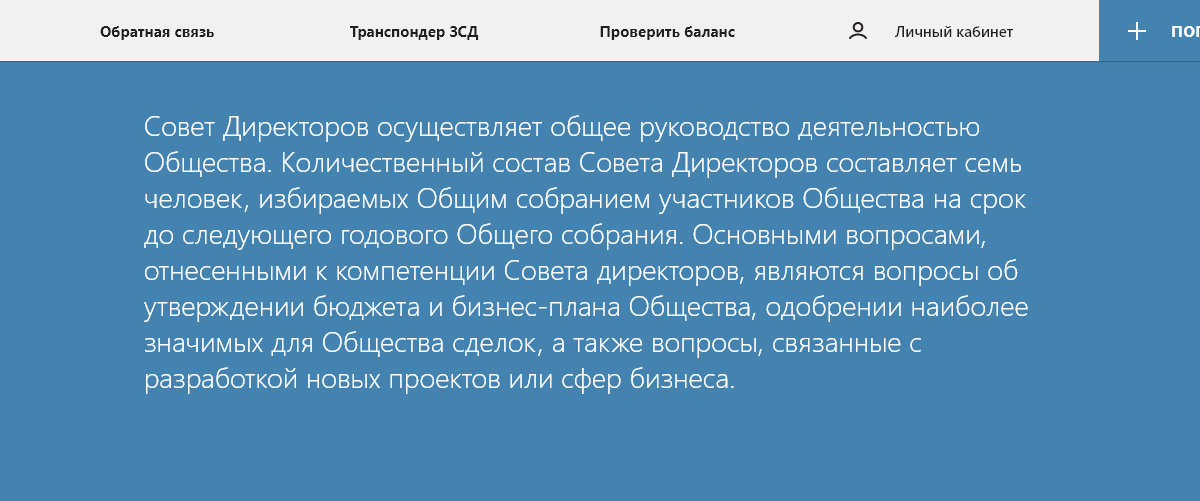 Обратная связь Транспондер ЗСД Проверить баланс Личный кабинет
Совет Директоров осуществляет общее руководство деятельностью
Общества. Количественный состав Совета Директоров составляет семь
человек, избираемых Общим собранием участников Общества на срок
до следующего годового Общего собрания. Основными вопросами,
отнесенными к компетенции Совета директоров, являются вопросы об
утверждении бюджета и бизнес-плана Общества, одобрении наиболее
значимых для Общества сделок, а также вопросы, связанные с
разработкой новых проектов или сфер бизнеса.